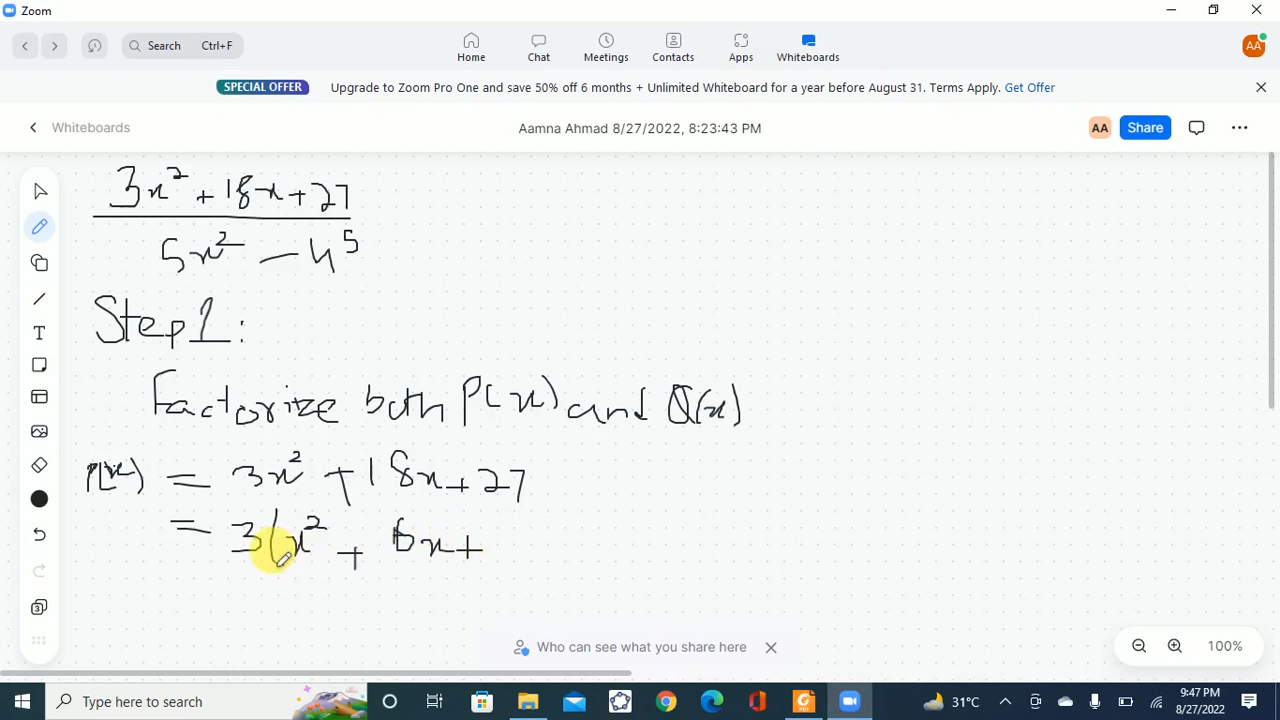 Zoom
Search Ctrl+F
Home Chat Meetings Contacts Apps Whiteboards
AA
SPECIAL OFFER Upgrade to Zoom Pro One and save 50% off 6 months + Unlimited Whiteboard for a year before August 31. Terms Apply. Get Offer
Whiteboards
Aamna Ahmad 8/27/2022, 8:23:43 PM
AA Share
3x² + 18x + 27
5x² − 45
Step 1:
Factorize both P(x) and Q(x)
P(x) = 3x² + 18x + 27
= 3(x² + 6x +
T
3
Who can see what you share here
100%
Type here to search
31°C
9:47 PM
8/27/2022